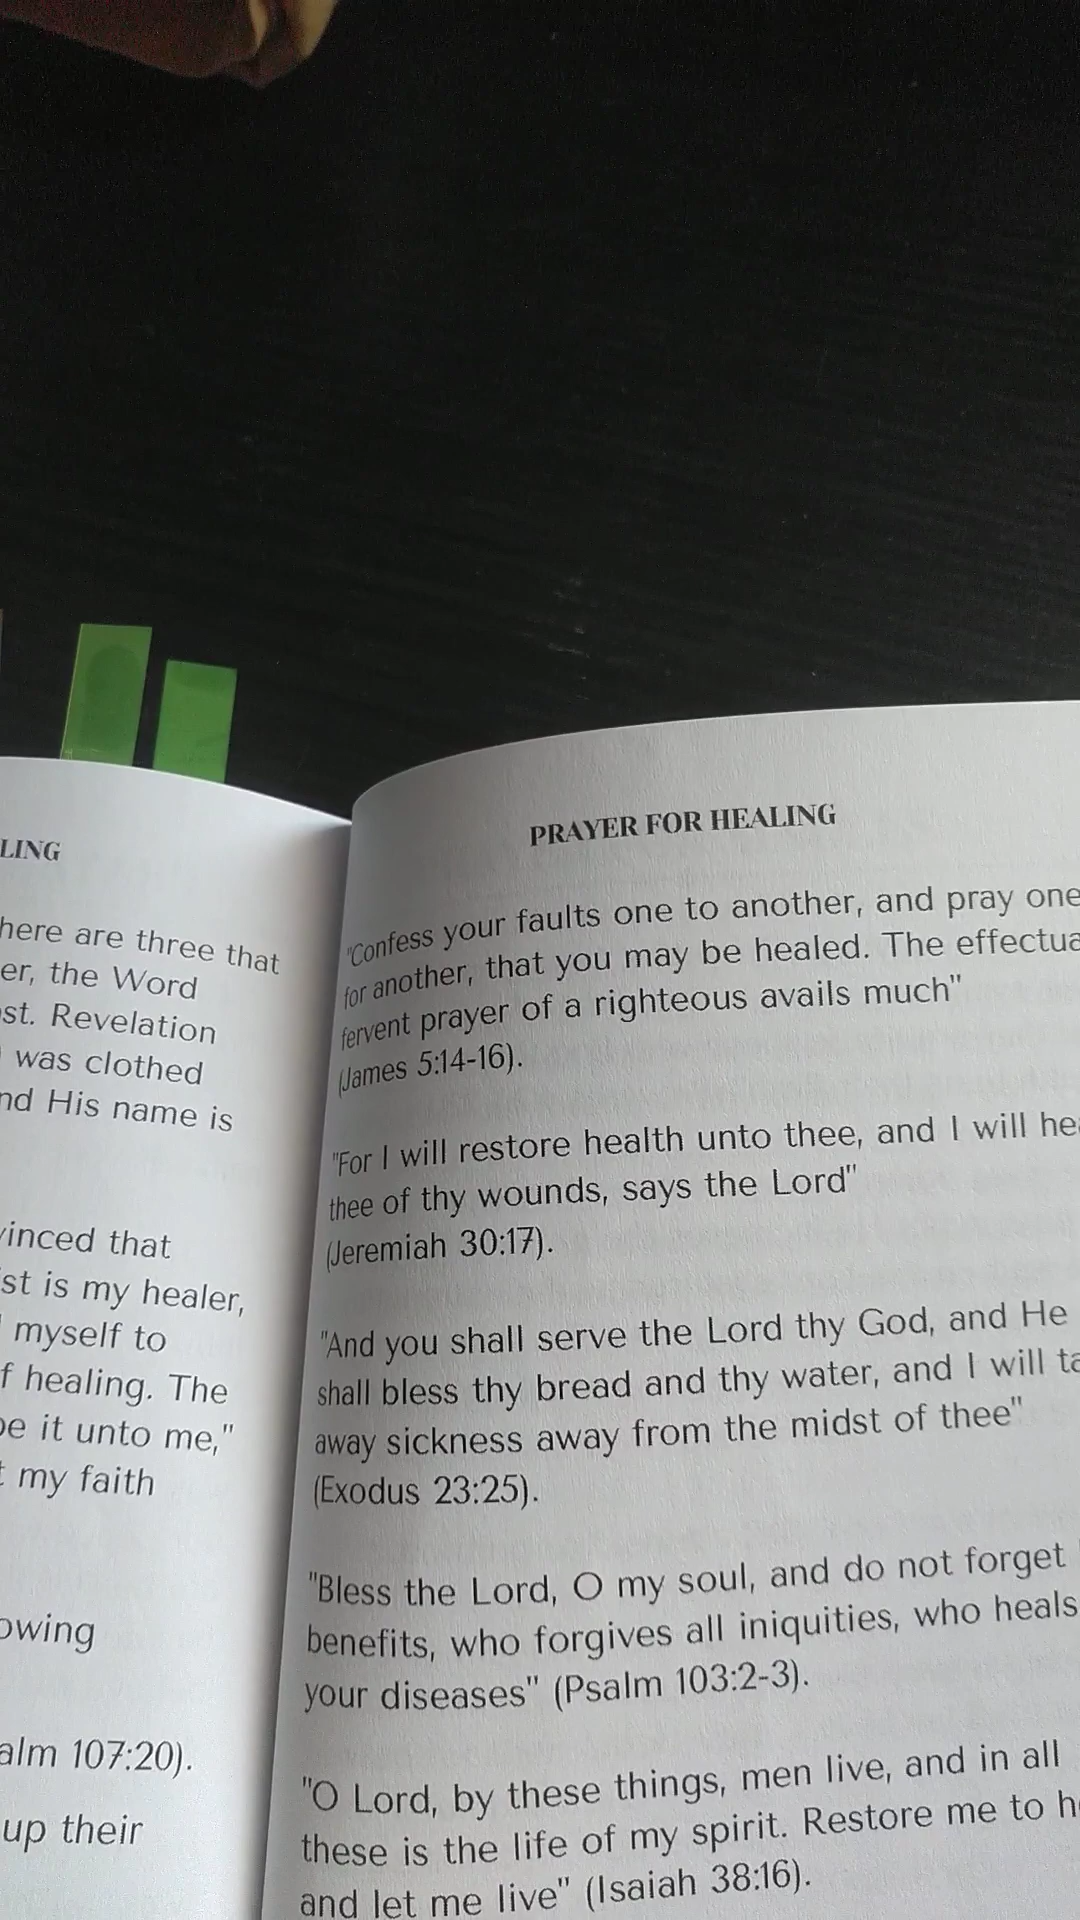 LING
here are three that
er, the Word
st. Revelation
was clothed
nd His name is
vinced that
st is my healer,
myself to
f healing. The
be it unto me,"
my faith
owing
alm 107:20).
up their
PRAYER FOR HEALING
"Confess your faults one to another, and pray one
for another, that you may be healed. The effectua
fervent prayer of a righteous avails much"
(James 5:14-16).
"For I will restore health unto thee, and I will hea
thee of thy wounds, says the Lord"
(Jeremiah 30:17).
"And you shall serve the Lord thy God, and He
shall bless thy bread and thy water, and I will ta
away sickness away from the midst of thee"
(Exodus 23:25).
"Bless the Lord, O my soul, and do not forget
benefits, who forgives all iniquities, who heals
your diseases" (Psalm 103:2-3).
"O Lord, by these things, men live, and in all
these is the life of my spirit. Restore me to he
and let me live" (Isaiah 38:16).